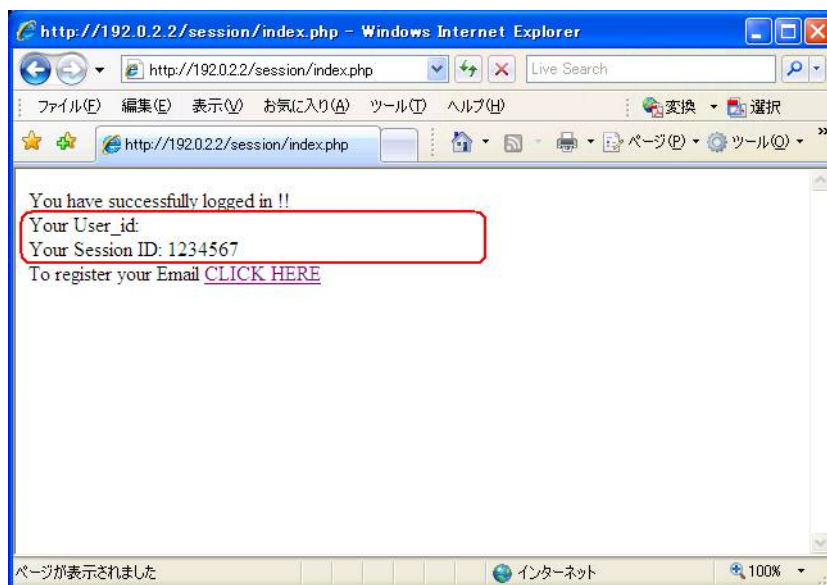 http://192.0.2.2/session/index.php - Windows Internet Explorer
http://192.0.2.2/session/index.php
Live Search
ファイル(F) 編集(E) 表示(V) お気に入り(A) ツール(T) ヘルプ(H)
変換 選択
http://192.0.2.2/session/index.php
ページ(P) ツール(O) »
You have successfully logged in !!
Your User_id:
Your Session ID: 1234567
To register your Email CLICK HERE
ページが表示されました
インターネット
100%